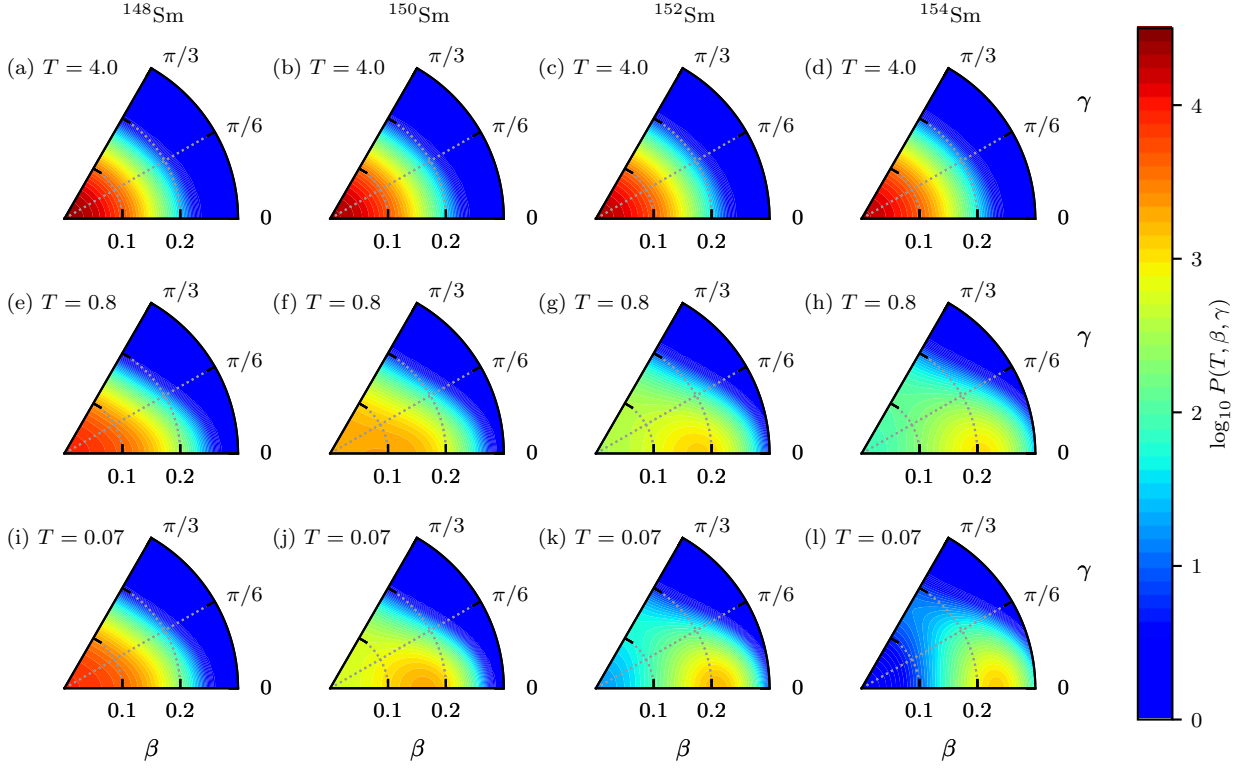 ¹⁴⁸Sm ¹⁵⁰Sm ¹⁵²Sm ¹⁵⁴Sm
(a) T = 4.0 π/3 (b) T = 4.0 π/3 (c) T = 4.0 π/3 (d) T = 4.0 π/3
γ
π/6 π/6 π/6 π/6
0 0 0 0
0.1 0.2 0.1 0.2 0.1 0.2 0.1 0.2
(e) T = 0.8 π/3 (f) T = 0.8 π/3 (g) T = 0.8 π/3 (h) T = 0.8 π/3
γ
π/6 π/6 π/6 π/6
0 0 0 0
0.1 0.2 0.1 0.2 0.1 0.2 0.1 0.2
(i) T = 0.07 π/3 (j) T = 0.07 π/3 (k) T = 0.07 π/3 (l) T = 0.07 π/3
γ
π/6 π/6 π/6 π/6
0 0 0 0
0.1 0.2 0.1 0.2 0.1 0.2 0.1 0.2
β β β β
4
3
2
1
0
log₁₀ P(T, β, γ)